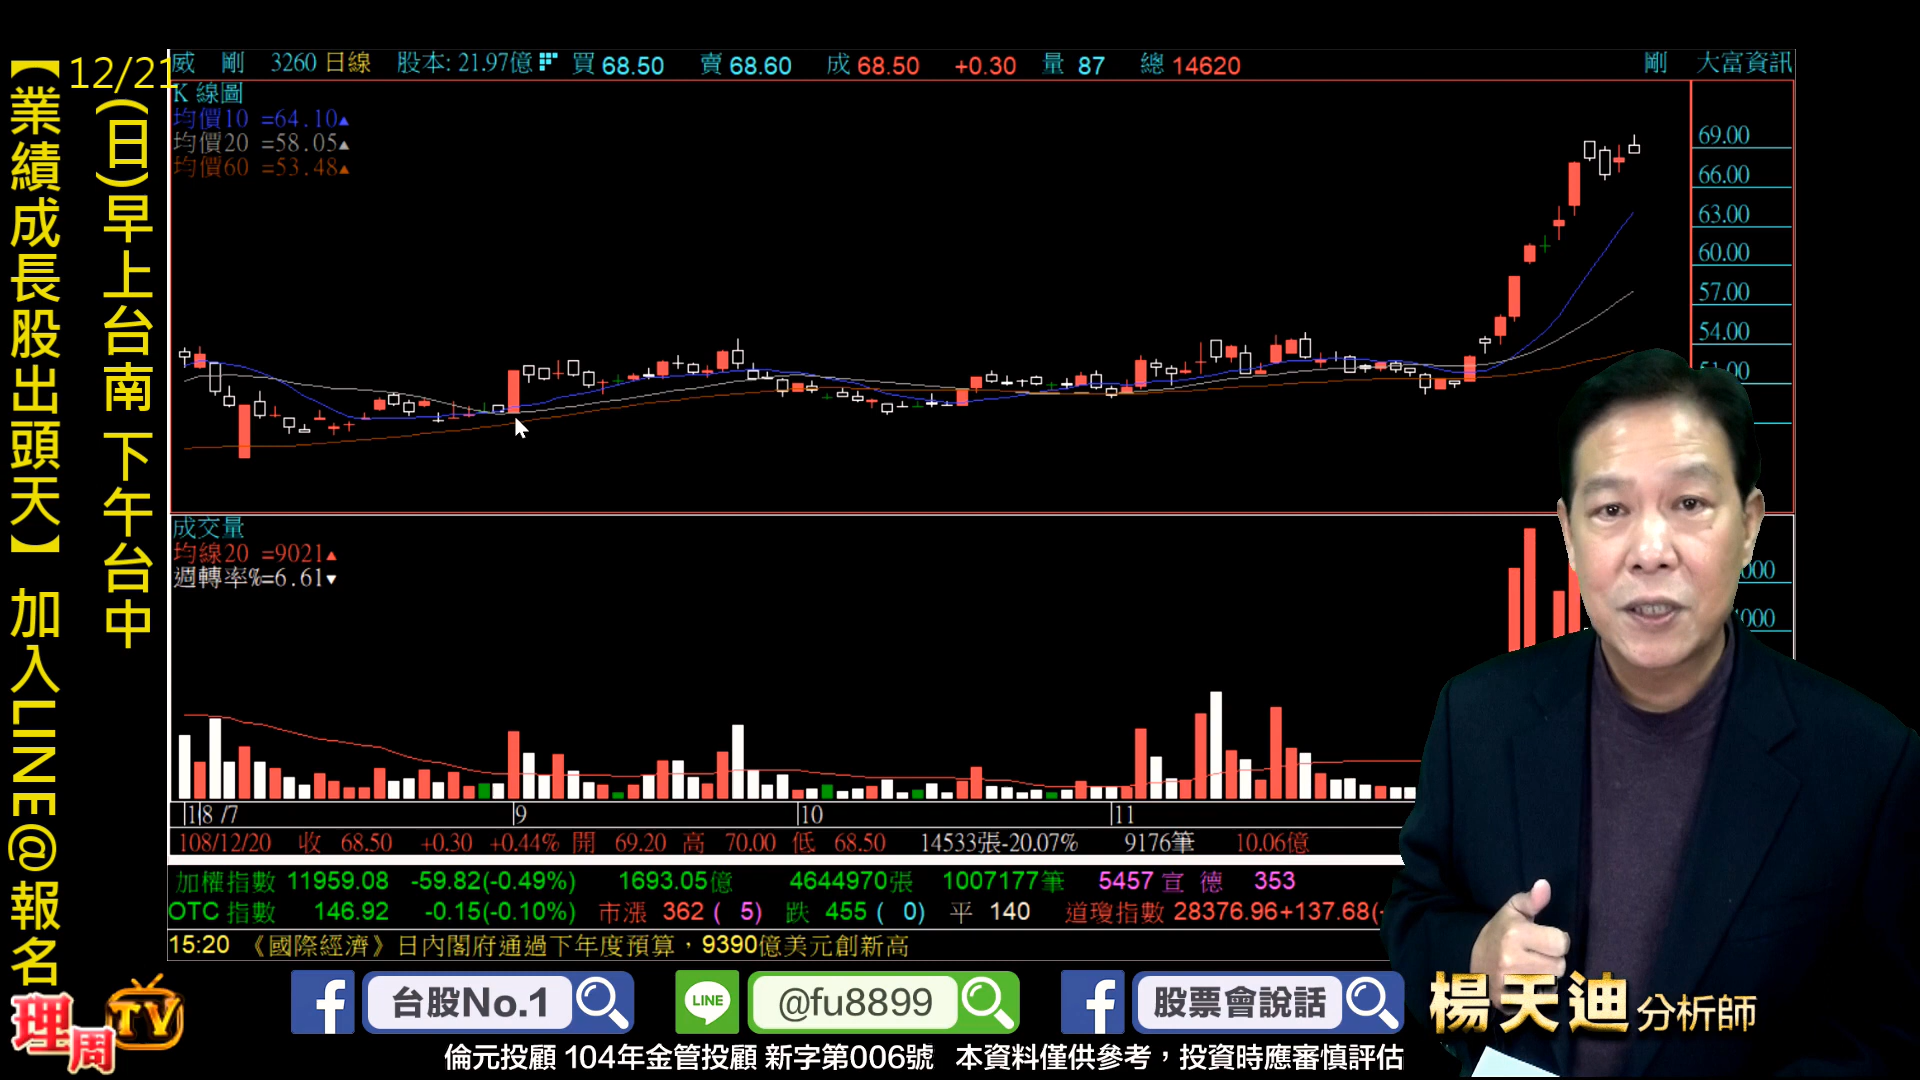 【業績成長股出頭天】 加入LINE@報名
12/21
(日)早上台南 下午台中
威 剛 3260 日線 股本: 21.97億 買 68.50 賣 68.60 成 68.50 +0.30 量 87 總 14620 剛 大富資訊
K 線圖
均價10 =64.10▲
均價20 =58.05▲
均價60 =53.48▲
69.00
66.00
63.00
60.00
57.00
54.00
51.00
成交量
均線20 =9021▲
週轉率%=6.61▼
000
000
108 /7 9 10 11
108/12/20 收 68.50 +0.30 +0.44% 開 69.20 高 70.00 低 68.50 14533張-20.07% 9176筆 10.06億
加權指數 11959.08 -59.82(-0.49%) 1693.05億 4644970張 1007177筆 5457 宣 德 353
OTC 指數 146.92 -0.15(-0.10%) 市漲 362 ( 5) 跌 455 ( 0) 平 140 道瓊指數 28376.96+137.68(-
15:20 《國際經濟》日內閣府通過下年度預算，9390億美元創新高
理周TV
f 台股No.1
LINE @fu8899
f 股票會說話
楊天迪 分析師
倫元投顧 104年金管投顧 新字第006號 本資料僅供參考，投資時應審慎評估